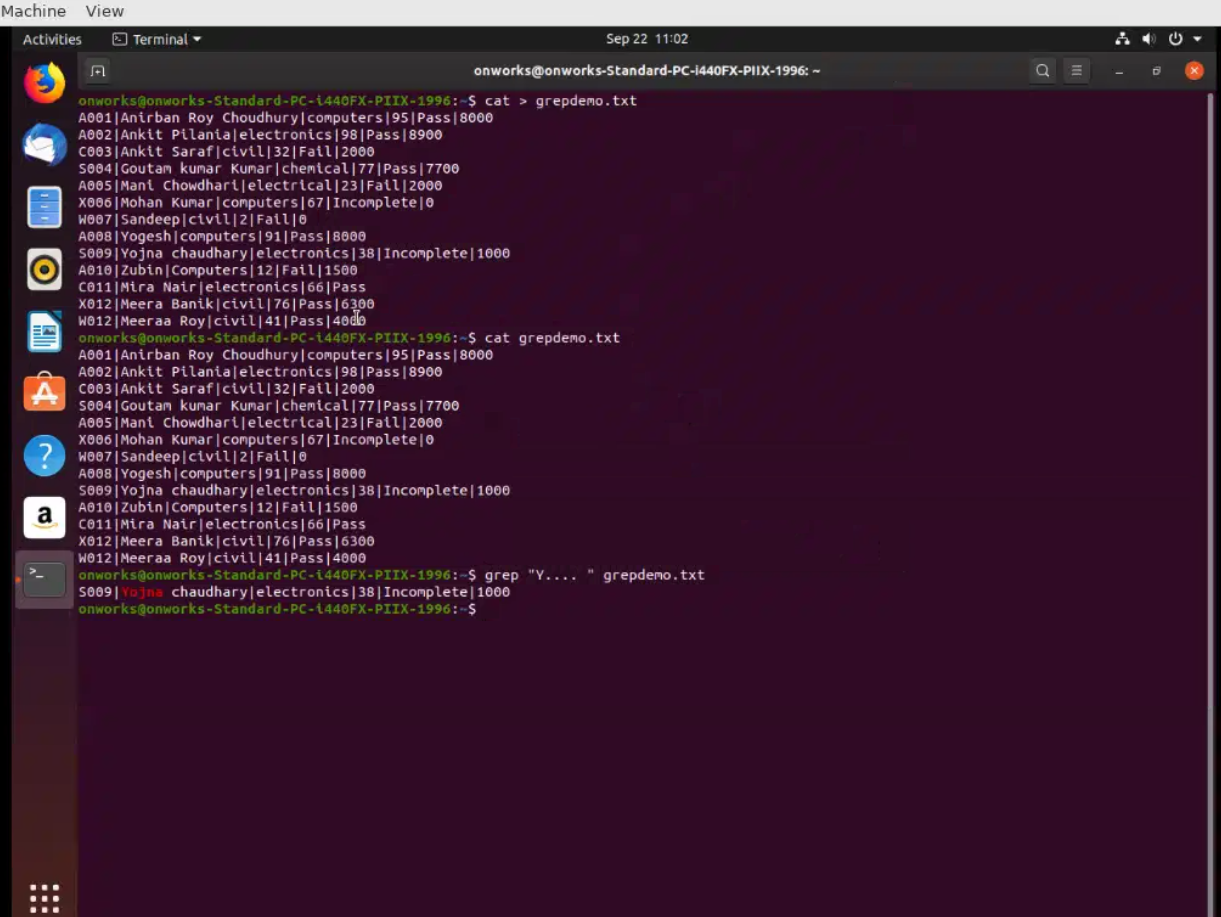 Machine View
Activities Terminal Sep 22 11:02
onworks@onworks-Standard-PC-i440FX-PIIX-1996: ~
onworks@onworks-Standard-PC-i440FX-PIIX-1996:~$ cat > grepdemo.txt
A001|Anirban Roy Choudhury|computers|95|Pass|8000
A002|Ankit Pilania|electronics|98|Pass|8900
C003|Ankit Saraf|civil|32|Fail|2000
S004|Goutam kumar Kumar|chemical|77|Pass|7700
A005|Mani Chowdhari|electrical|23|Fail|2000
X006|Mohan Kumar|computers|67|Incomplete|0
W007|Sandeep|civil|2|Fail|0
A008|Yogesh|computers|91|Pass|8000
S009|Yojna chaudhary|electronics|38|Incomplete|1000
A010|Zubin|Computers|12|Fail|1500
C011|Mira Nair|electronics|66|Pass
X012|Meera Banik|civil|76|Pass|6300
W012|Meeraa Roy|civil|41|Pass|4000
onworks@onworks-Standard-PC-i440FX-PIIX-1996:~$ cat grepdemo.txt
A001|Anirban Roy Choudhury|computers|95|Pass|8000
A002|Ankit Pilania|electronics|98|Pass|8900
C003|Ankit Saraf|civil|32|Fail|2000
S004|Goutam kumar Kumar|chemical|77|Pass|7700
A005|Mani Chowdhari|electrical|23|Fail|2000
X006|Mohan Kumar|computers|67|Incomplete|0
W007|Sandeep|civil|2|Fail|0
A008|Yogesh|computers|91|Pass|8000
S009|Yojna chaudhary|electronics|38|Incomplete|1000
A010|Zubin|Computers|12|Fail|1500
C011|Mira Nair|electronics|66|Pass
X012|Meera Banik|civil|76|Pass|6300
W012|Meeraa Roy|civil|41|Pass|4000
onworks@onworks-Standard-PC-i440FX-PIIX-1996:~$ grep "Y.... " grepdemo.txt
S009|Yojna chaudhary|electronics|38|Incomplete|1000
onworks@onworks-Standard-PC-i440FX-PIIX-1996:~$